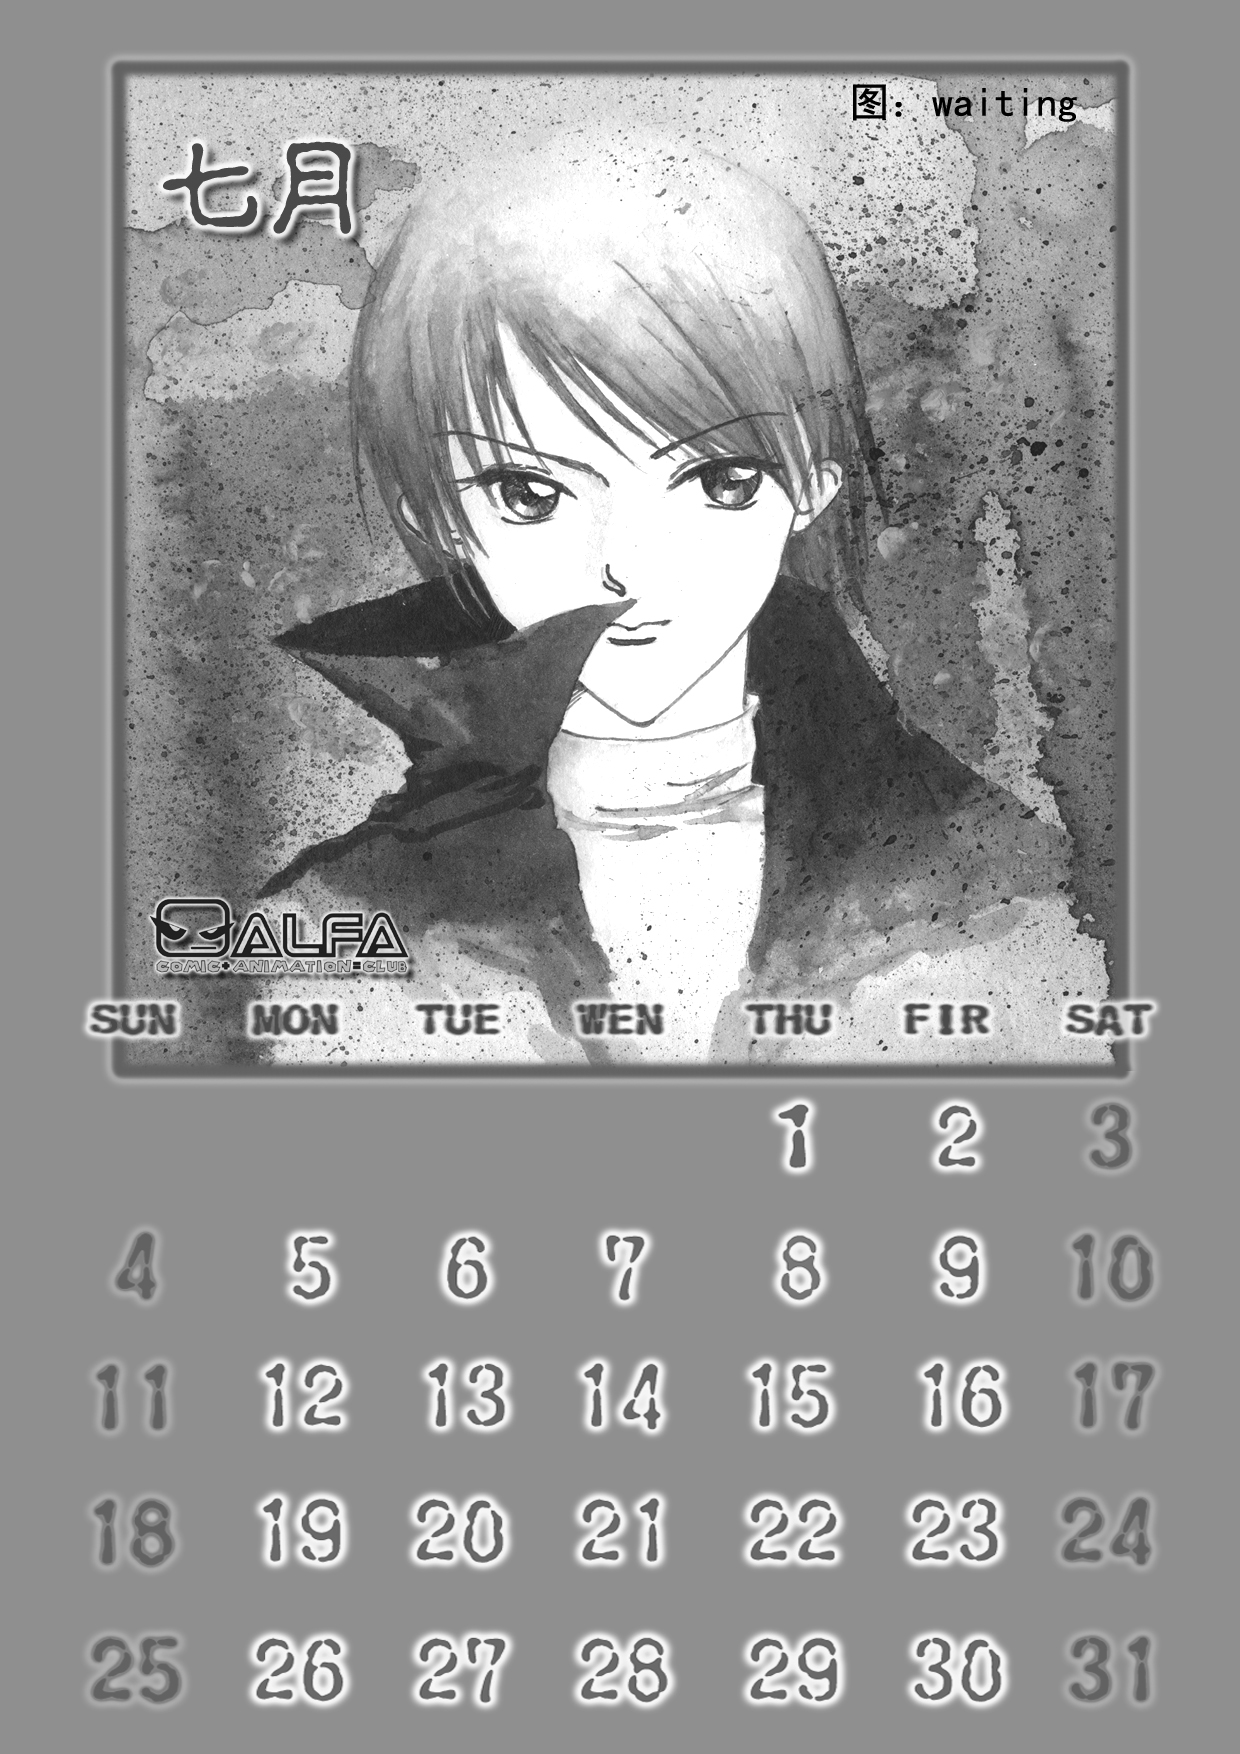 图：waiting
七月
ALFA
COMIC+ANIMATION=CLUB
SUN MON TUE WEN THU FIR SAT
1 2 3
4 5 6 7 8 9 10
11 12 13 14 15 16 17
18 19 20 21 22 23 24
25 26 27 28 29 30 31